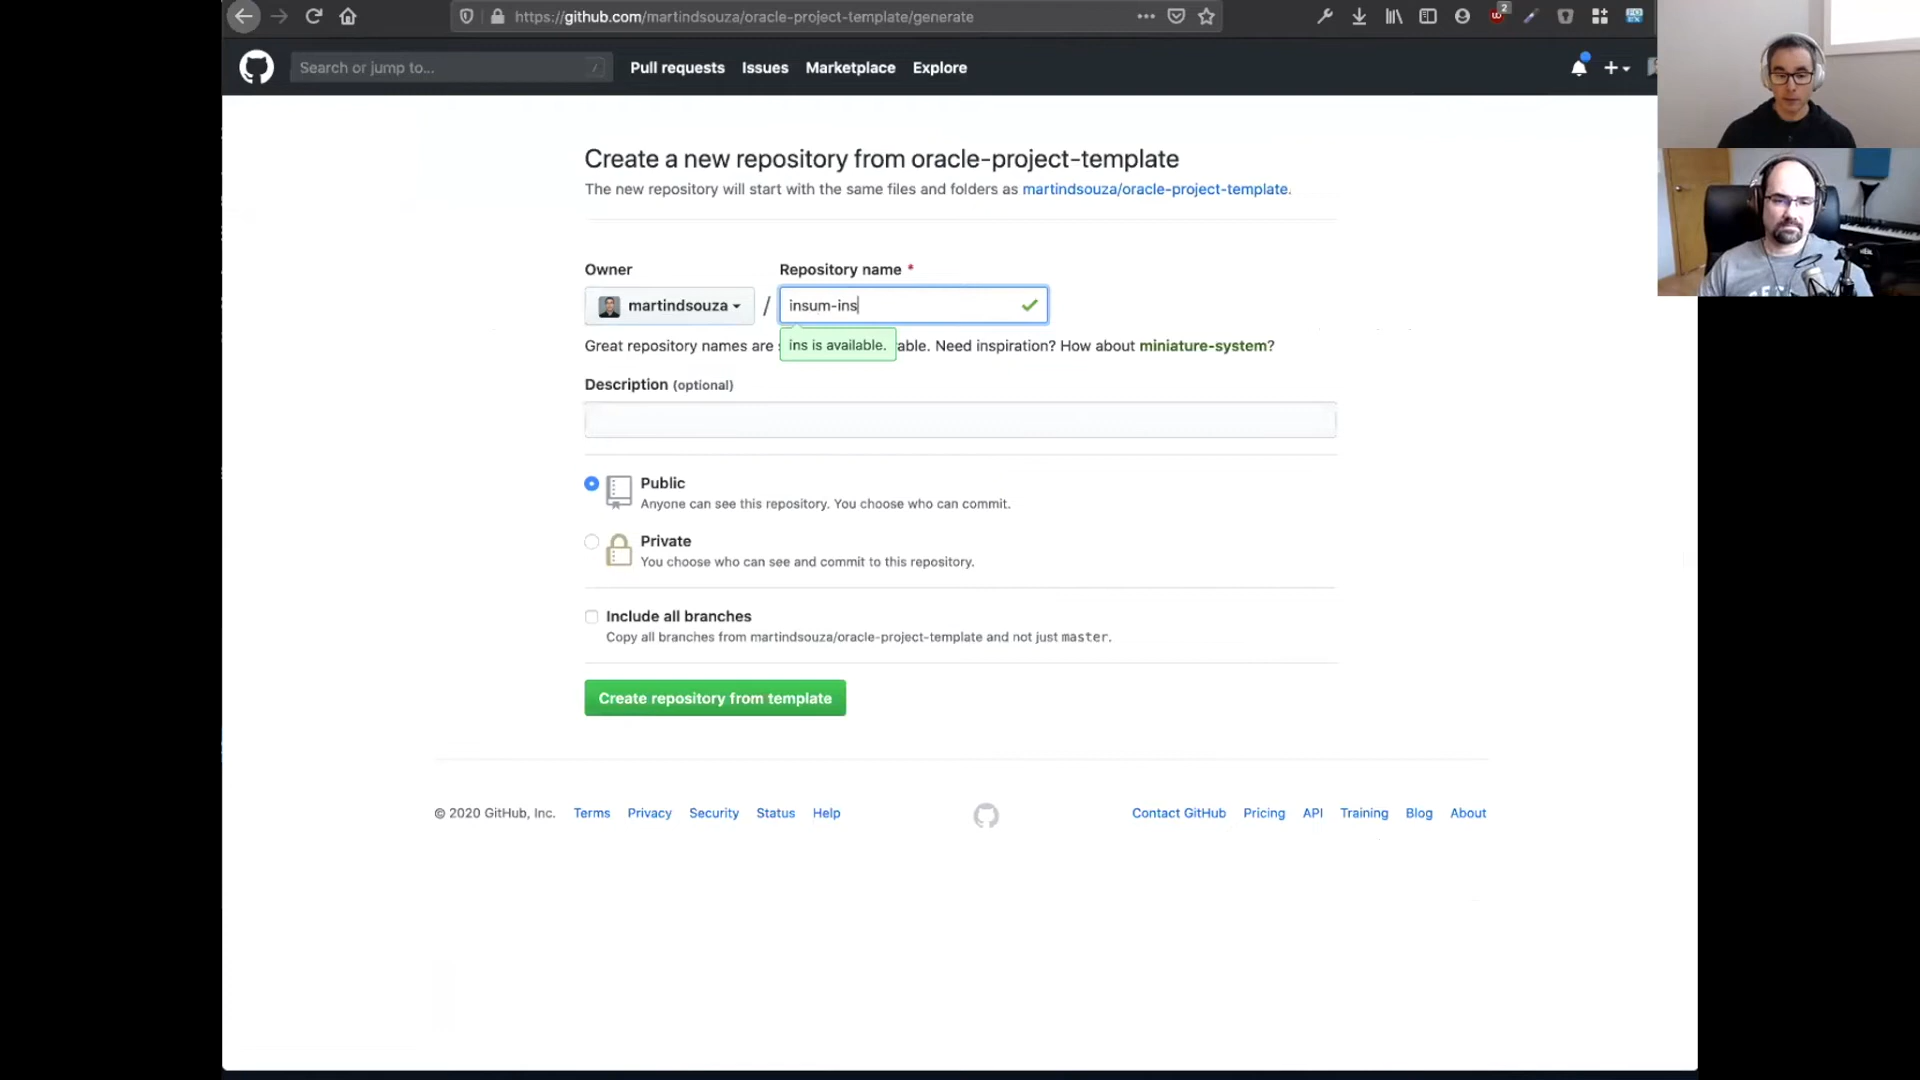 https://github.com/martindsouza/oracle-project-template/generate
2
Search or jump to...
/
Pull requests
Issues
Marketplace
Explore
Create a new repository from oracle-project-template
The new repository will start with the same files and folders as martindsouza/oracle-project-template.
Owner
Repository name *
martindsouza
/
insum-ins
ins is available.
Great repository names are able. Need inspiration? How about miniature-system?
Description (optional)
Public
Anyone can see this repository. You choose who can commit.
Private
You choose who can see and commit to this repository.
Include all branches
Copy all branches from martindsouza/oracle-project-template and not just master.
Create repository from template
© 2020 GitHub, Inc.
Terms
Privacy
Security
Status
Help
Contact GitHub
Pricing
API
Training
Blog
About